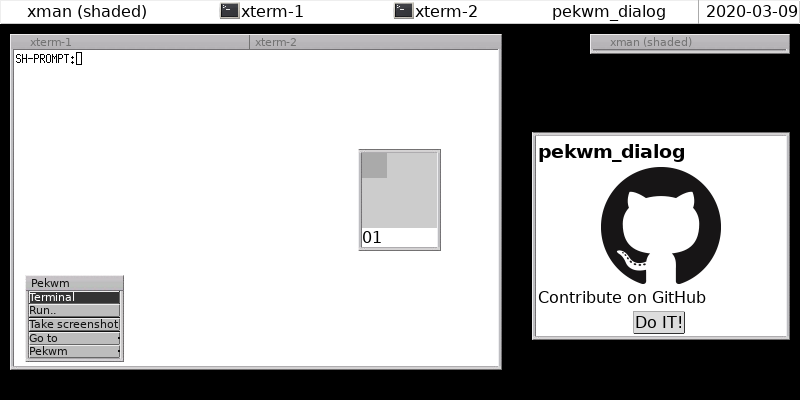 xman (shaded) xterm-1 xterm-2 pekwm_dialog 2020-03-09
xterm-1 xterm-2
xman (shaded)
SH-PROMPT:
01
Pekwm
Terminal
Run..
Take screenshot
Go to
Pekwm
pekwm_dialog
Contribute on GitHub
Do IT!